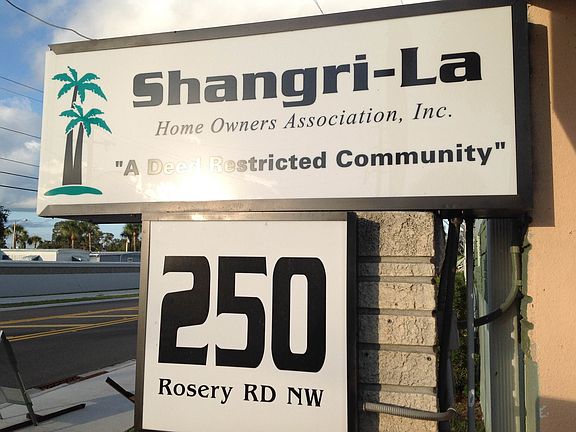 Shangri-La
Home Owners Association, Inc.
"A Deed Restricted Community"
250
Rosery RD NW